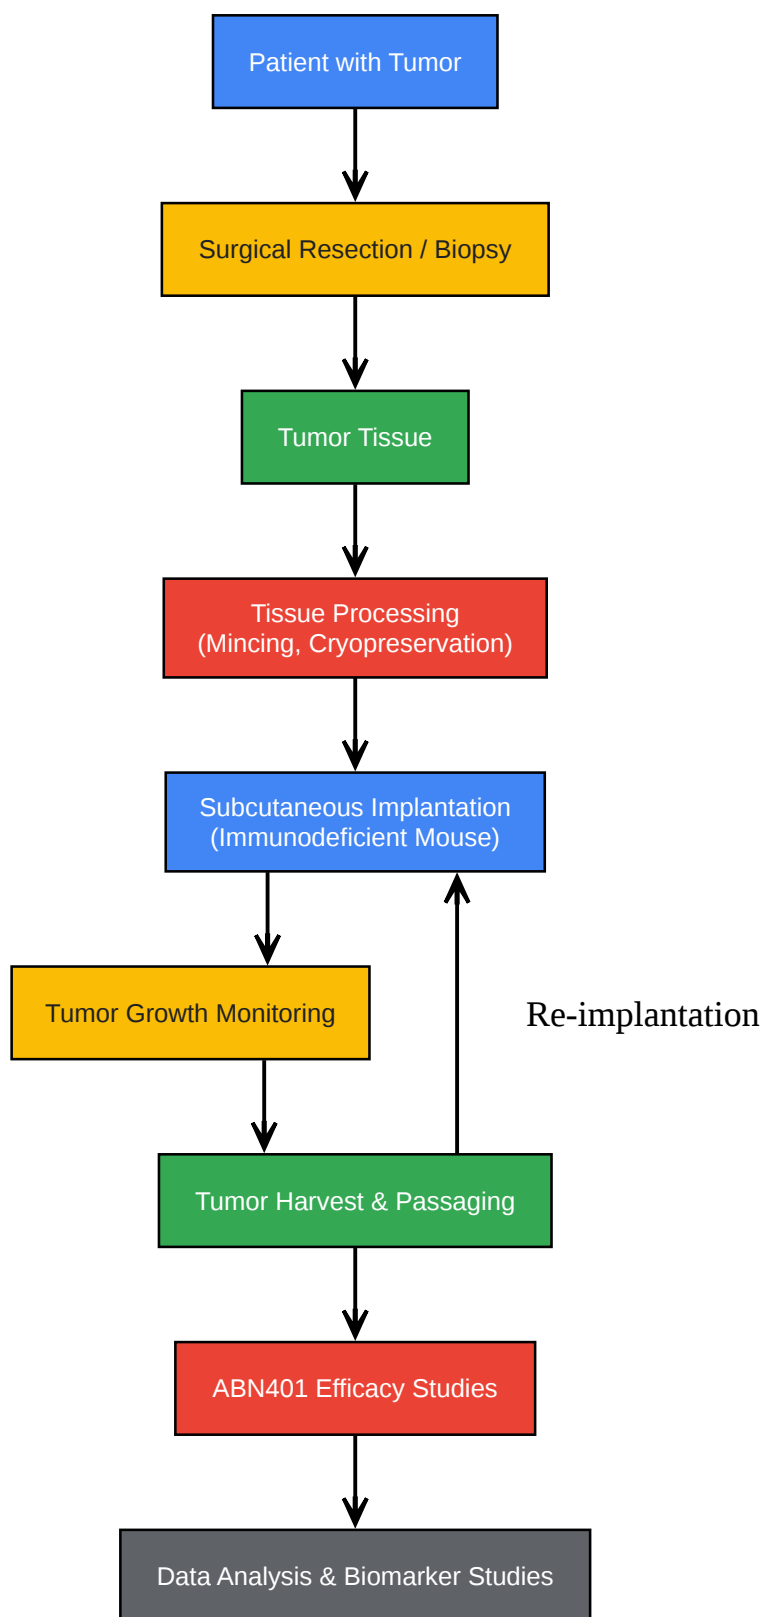 Patient with Tumor
Surgical Resection / Biopsy
Tumor Tissue
Tissue Processing
(Mincing, Cryopreservation)
Subcutaneous Implantation
(Immunodeficient Mouse)
Tumor Growth Monitoring
Re-implantation
Tumor Harvest & Passaging
ABN401 Efficacy Studies
Data Analysis & Biomarker Studies